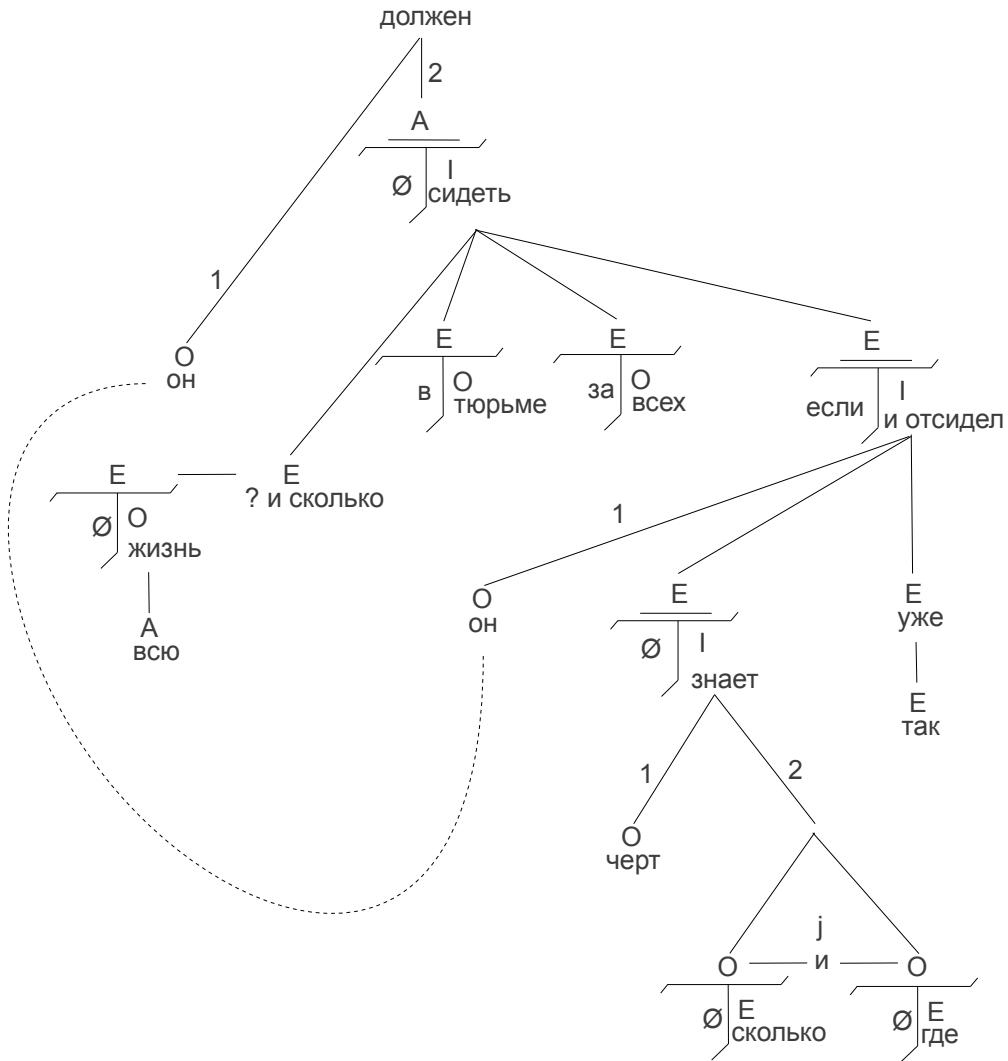 должен
2
А
Ø I
сидеть
1
О
он
Е
в О
тюрьме
Е
за О
всех
Е
если I
и отсидел
Е
Ø О
жизнь
Е
? и сколько
А
всю
1
О
он
Е
Ø I
знает
Е
уже
Е
так
1
2
О
черт
j
О и О
Ø Е
сколько
Ø Е
где